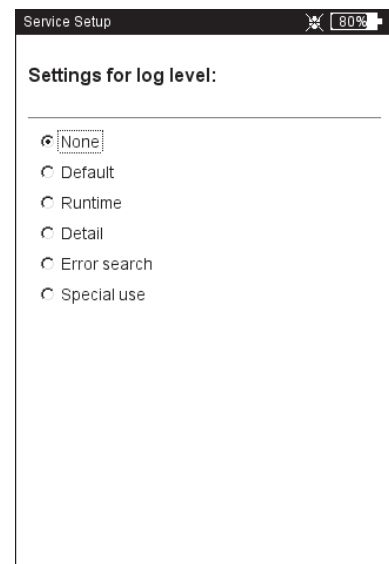 Service Setup 80%
Settings for log level:
None
Default
Runtime
Detail
Error search
Special use